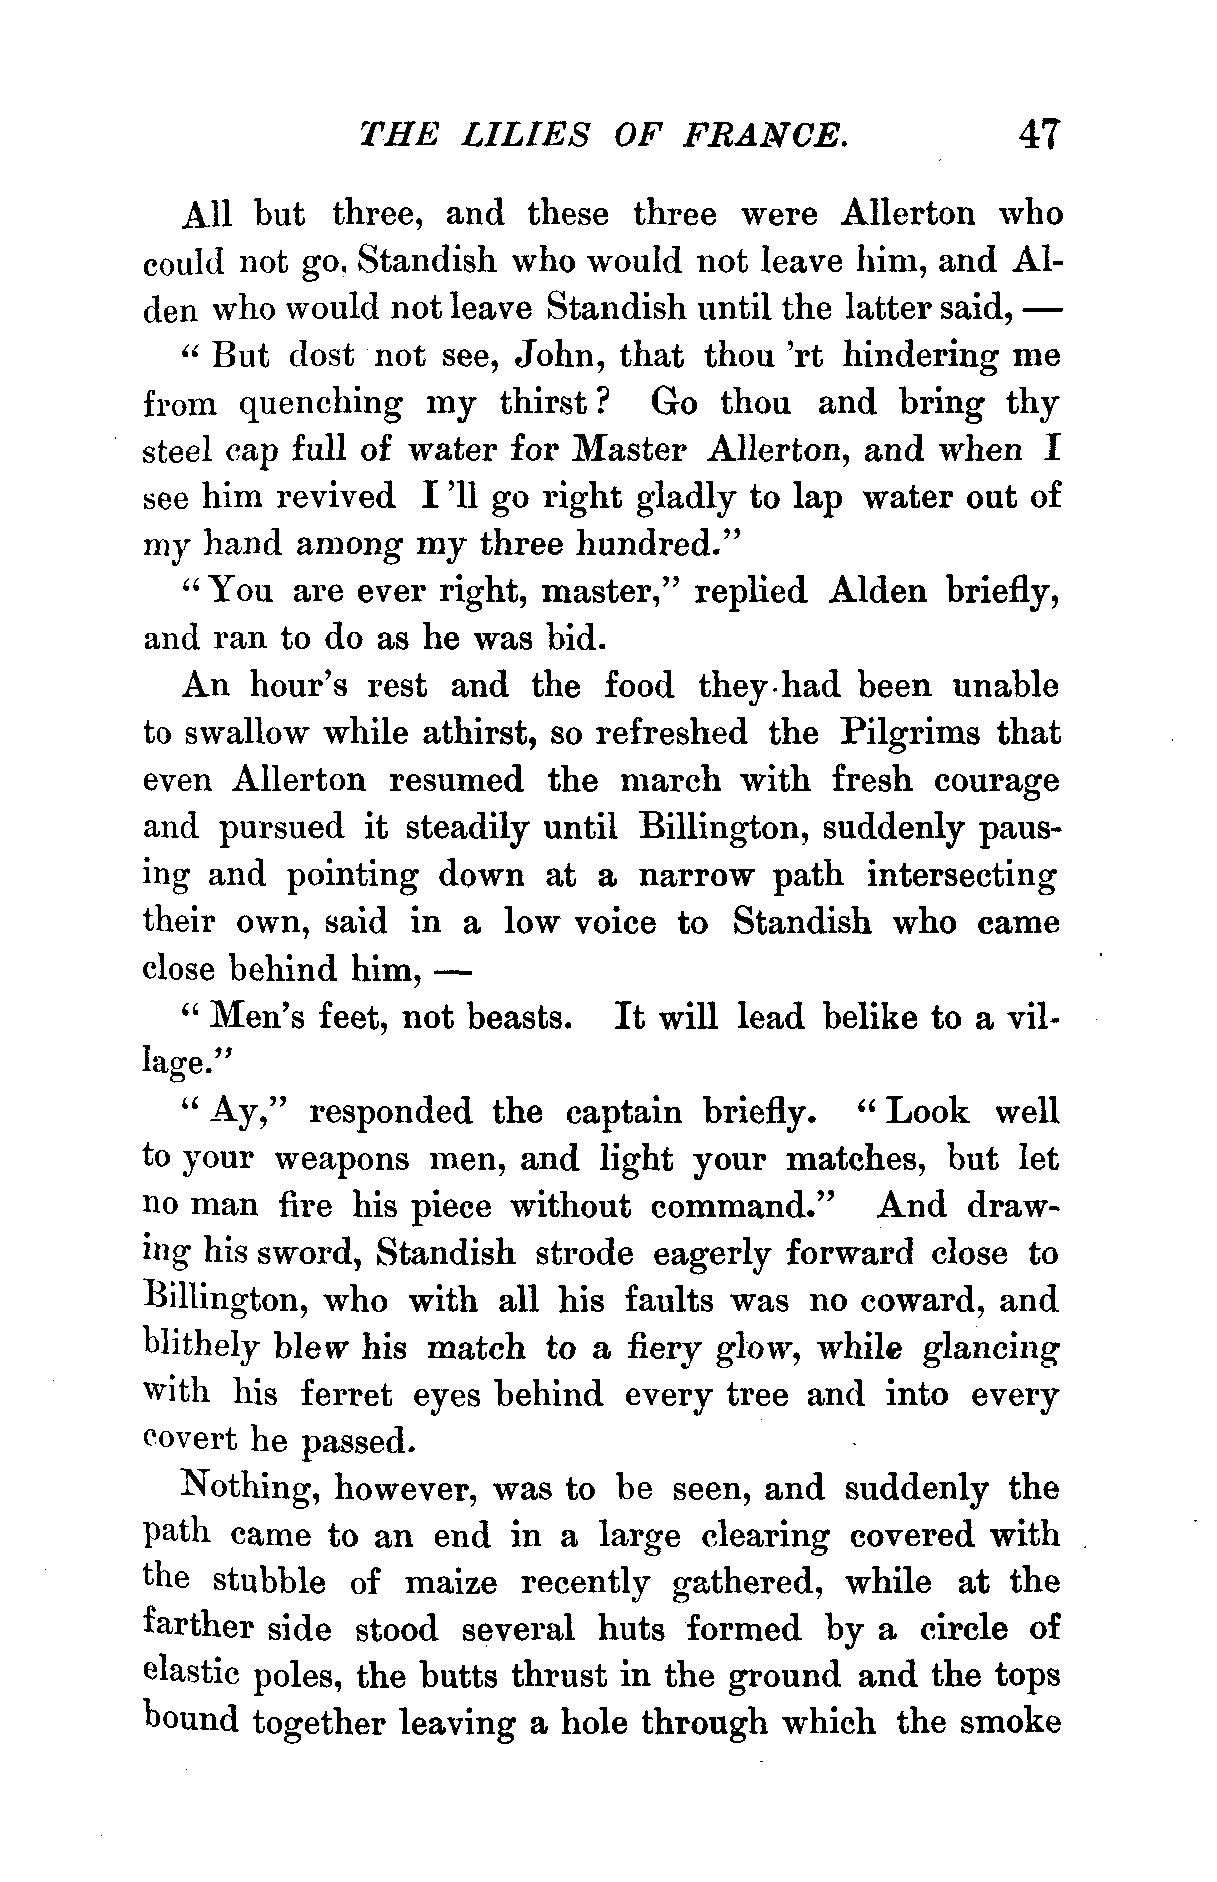 THE LILIES OF FRANCE. 47
All but three, and these three were Allerton who
could not go, Standish who would not leave him, and Al-
den who would not leave Standish until the latter said, —
“ But dost not see, John, that thou ’rt hindering me
from quenching my thirst ? Go thou and bring thy
steel cap full of water for Master Allerton, and when I
see him revived I ’ll go right gladly to lap water out of
my hand among my three hundred.”
“ You are ever right, master,” replied Alden briefly,
and ran to do as he was bid.
An hour’s rest and the food they had been unable
to swallow while athirst, so refreshed the Pilgrims that
even Allerton resumed the march with fresh courage
and pursued it steadily until Billington, suddenly paus-
ing and pointing down at a narrow path intersecting
their own, said in a low voice to Standish who came
close behind him, —
“ Men’s feet, not beasts. It will lead belike to a vil-
lage.”
“ Ay,” responded the captain briefly. “ Look well
to your weapons men, and light your matches, but let
no man fire his piece without command.” And draw-
ing his sword, Standish strode eagerly forward close to
Billington, who with all his faults was no coward, and
blithely blew his match to a fiery glow, while glancing
with his ferret eyes behind every tree and into every
covert he passed.
Nothing, however, was to be seen, and suddenly the
path came to an end in a large clearing covered with
the stubble of maize recently gathered, while at the
farther side stood several huts formed by a circle of
elastic poles, the butts thrust in the ground and the tops
bound together leaving a hole through which the smoke